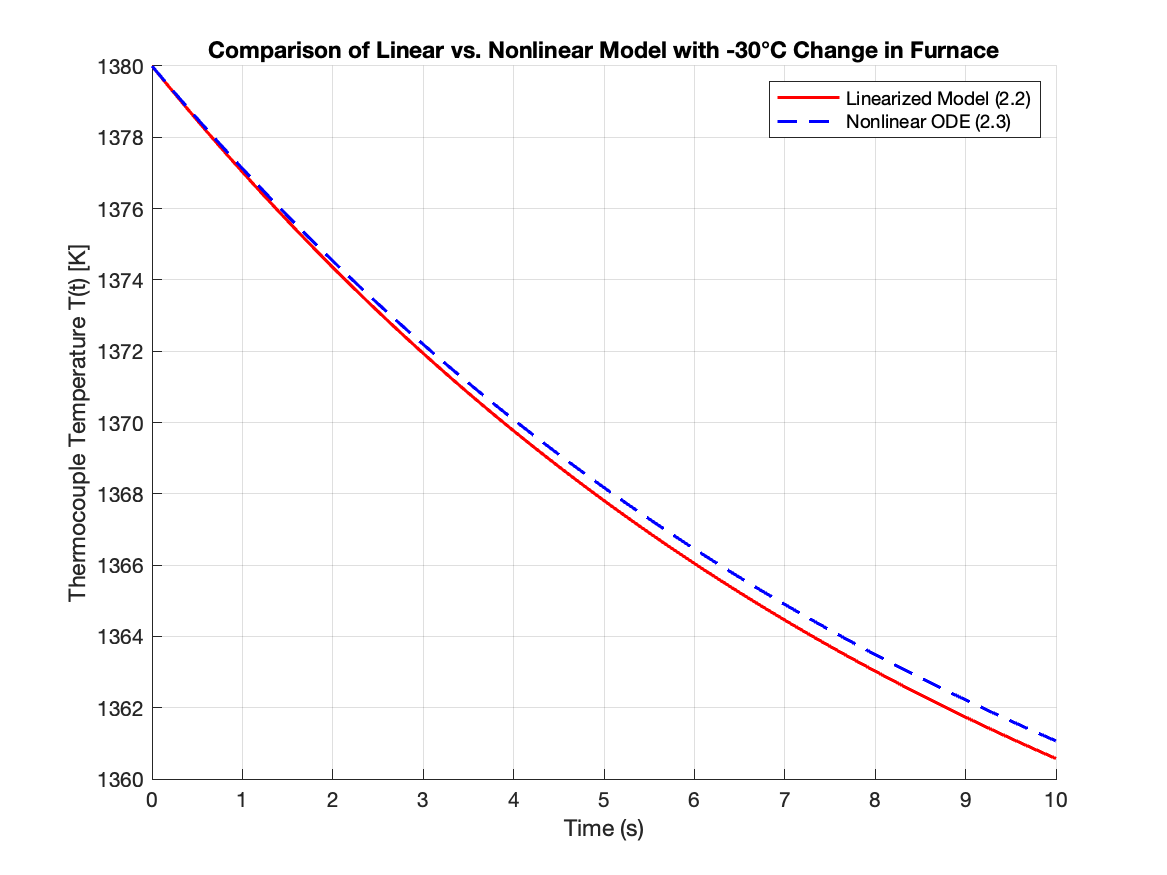 Comparison of Linear vs. Nonlinear Model with -30°C Change in Furnace
Linearized Model (2.2)
Nonlinear ODE (2.3)
Thermocouple Temperature T(t) [K]
1380
1378
1376
1374
1372
1370
1368
1366
1364
1362
1360
0 1 2 3 4 5 6 7 8 9 10
Time (s)